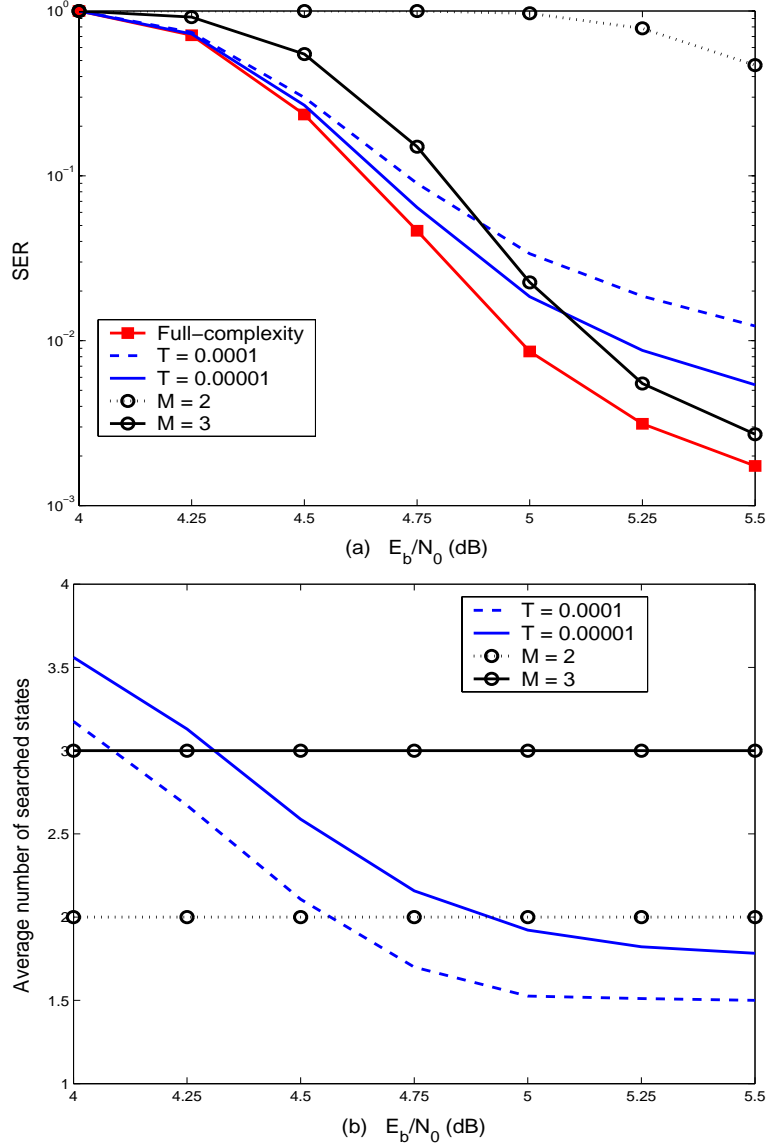 10^0
10^-1
10^-2
10^-3
SER
Full-complexity
T = 0.0001
T = 0.00001
M = 2
M = 3
4 4.25 4.5 4.75 5 5.25 5.5
(a) E_b/N_0 (dB)
4
3.5
3
2.5
2
1.5
1
Average number of searched states
T = 0.0001
T = 0.00001
M = 2
M = 3
4 4.25 4.5 4.75 5 5.25 5.5
(b) E_b/N_0 (dB)